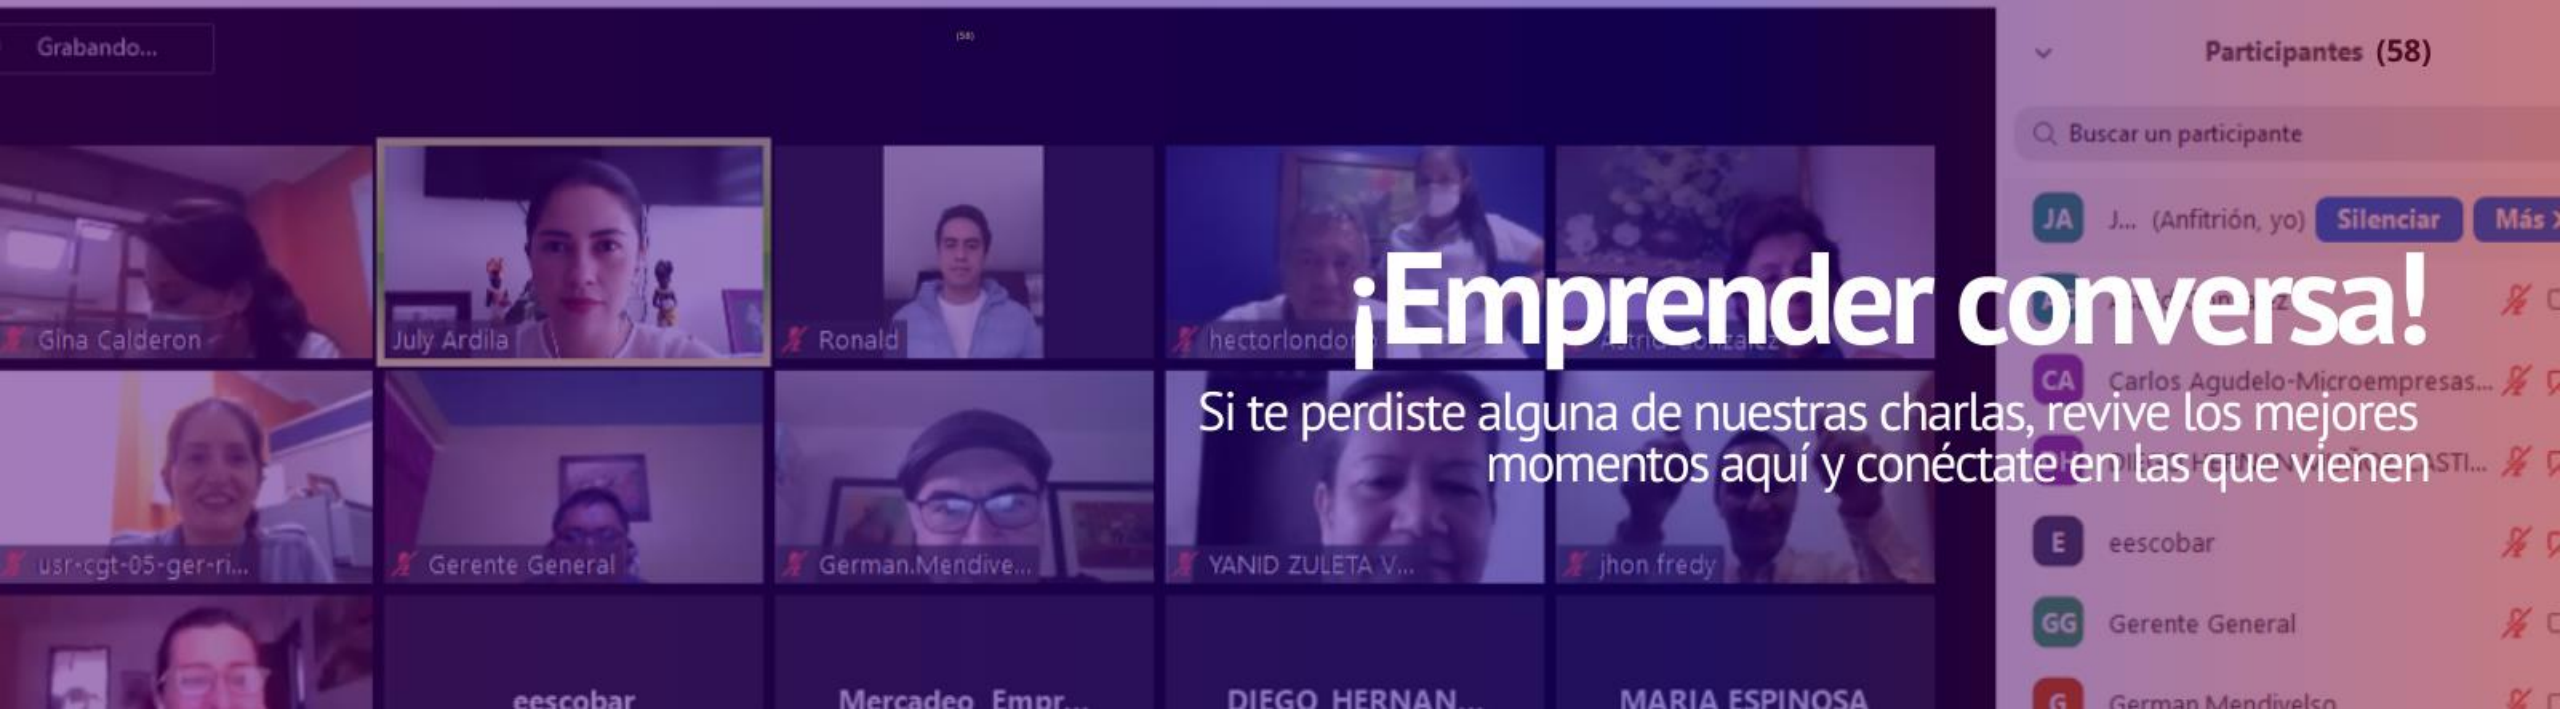 Grabando...
(58)
Participantes (58)
Buscar un participante
JA J... (Anfitrión, yo) Silenciar Más
¡Emprender conversa!
Si te perdiste alguna de nuestras charlas, revive los mejores
momentos aquí y conéctate en las que vienen
Gina Calderon
July Ardila
Ronald
hectorlondo
Astrid Gonzalez
CA Carlos Agudelo-Microempresas...
usr-cgt-05-ger-ri...
Gerente General
German.Mendive...
YANID ZULETA V...
jhon fredy
E eescobar
GG Gerente General
G German Mendivelso
eescobar
Mercadeo Empr...
DIEGO HERNAN...
MARIA ESPINOSA